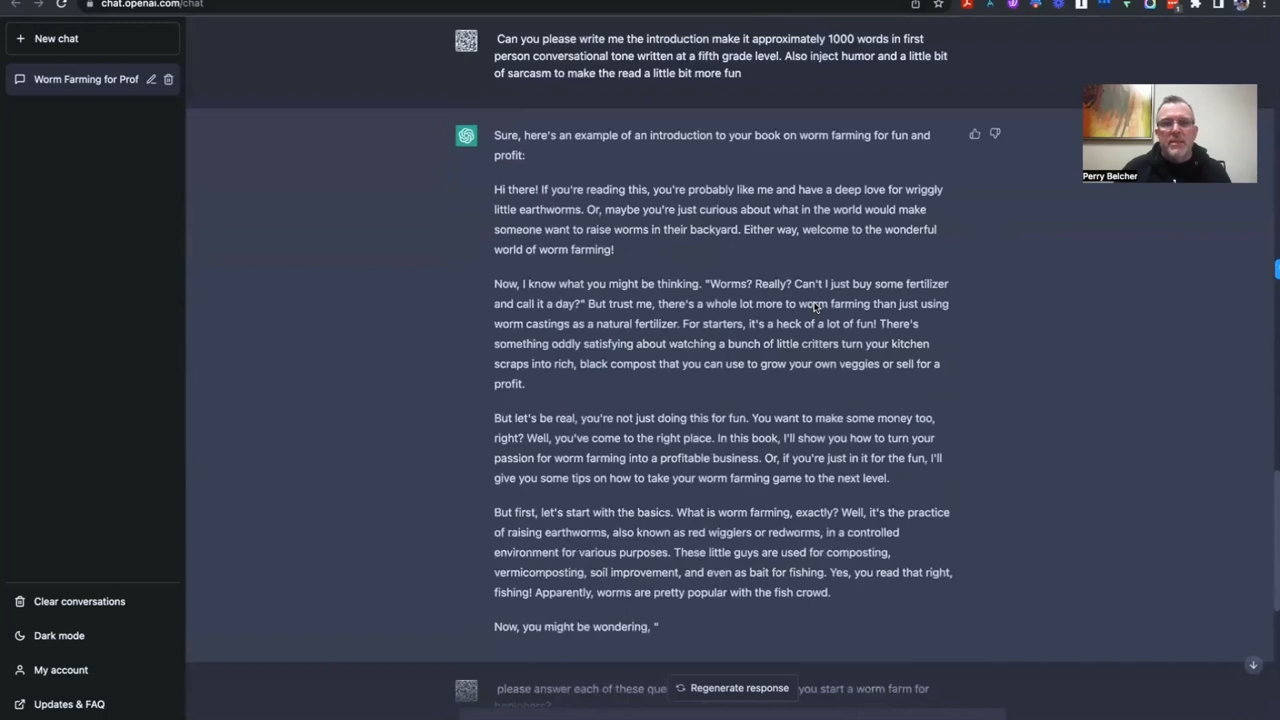 chat.openai.com/chat
New chat
Worm Farming for Prof
Can you please write me the introduction make it approximately 1000 words in first
person conversational tone written at a fifth grade level. Also inject humor and a little bit
of sarcasm to make the read a little bit more fun
Sure, here's an example of an introduction to your book on worm farming for fun and
profit:
Perry Belcher
Hi there! If you're reading this, you're probably like me and have a deep love for wriggly
little earthworms. Or, maybe you're just curious about what in the world would make
someone want to raise worms in their backyard. Either way, welcome to the wonderful
world of worm farming!
Now, I know what you might be thinking. "Worms? Really? Can't I just buy some fertilizer
and call it a day?" But trust me, there's a whole lot more to worm farming than just using
worm castings as a natural fertilizer. For starters, it's a heck of a lot of fun! There's
something oddly satisfying about watching a bunch of little critters turn your kitchen
scraps into rich, black compost that you can use to grow your own veggies or sell for a
profit.
But let's be real, you're not just doing this for fun. You want to make some money too,
right? Well, you've come to the right place. In this book, I'll show you how to turn your
passion for worm farming into a profitable business. Or, if you're just in it for the fun, I'll
give you some tips on how to take your worm farming game to the next level.
But first, let's start with the basics. What is worm farming, exactly? Well, it's the practice
of raising earthworms, also known as red wigglers or redworms, in a controlled
environment for various purposes. These little guys are used for composting,
vermicomposting, soil improvement, and even as bait for fishing. Yes, you read that right,
fishing! Apparently, worms are pretty popular with the fish crowd.
Now, you might be wondering, "
Clear conversations
Dark mode
My account
Updates & FAQ
please answer each of these que
Regenerate response
you start a worm farm for